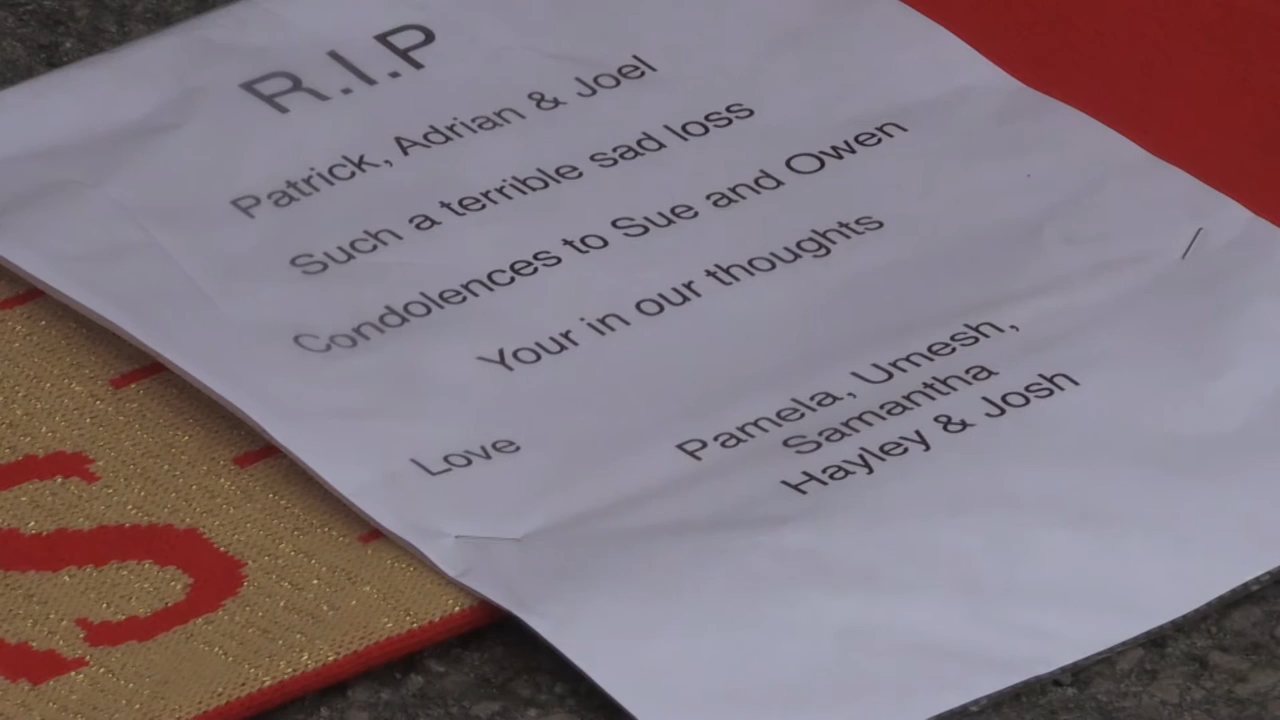 R.I.P
Patrick, Adrian & Joel
Such a terrible sad loss
Condolences to Sue and Owen
Your in our thoughts
Love
Pamela, Umesh,
Samantha
Hayley & Josh